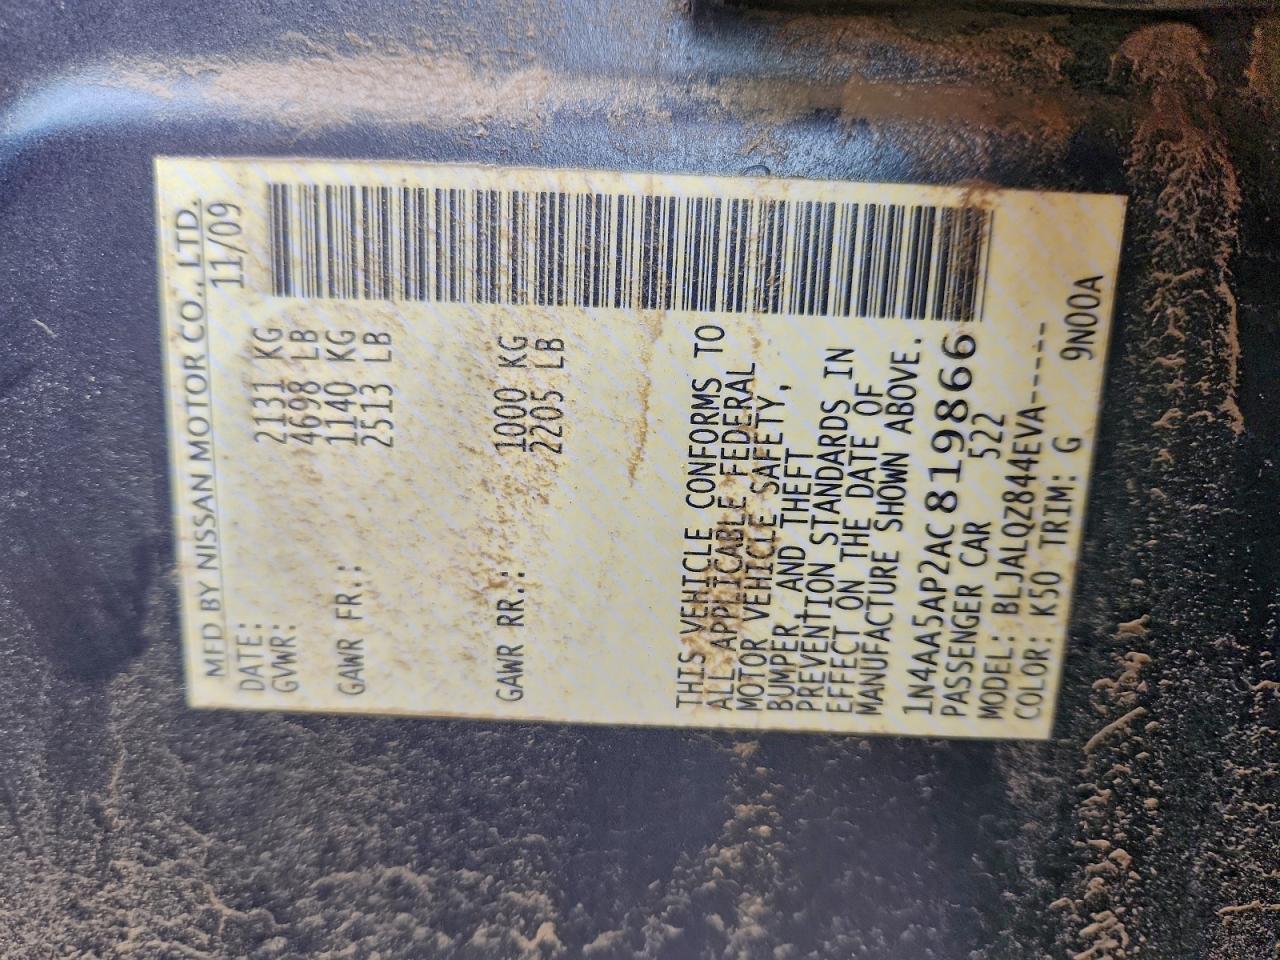 MFD BY NISSAN MOTOR CO., LTD.
DATE: 11/09
GVWR: 2131 KG
4698 LB
GAWR FR.: 1140 KG
2513 LB
GAWR RR.: 1000 KG
2205 LB
THIS VEHICLE CONFORMS TO
ALL APPLICABLE FEDERAL
MOTOR VEHICLE SAFETY,
BUMPER, AND THEFT
PREVENTION STANDARDS IN
EFFECT ON THE DATE OF
MANUFACTURE SHOWN ABOVE.
1N4AA5AP2AC819866
PASSENGER CAR 522
MODEL: BLJALQZ844EVA-----
COLOR: K50 TRIM: G 9N00A